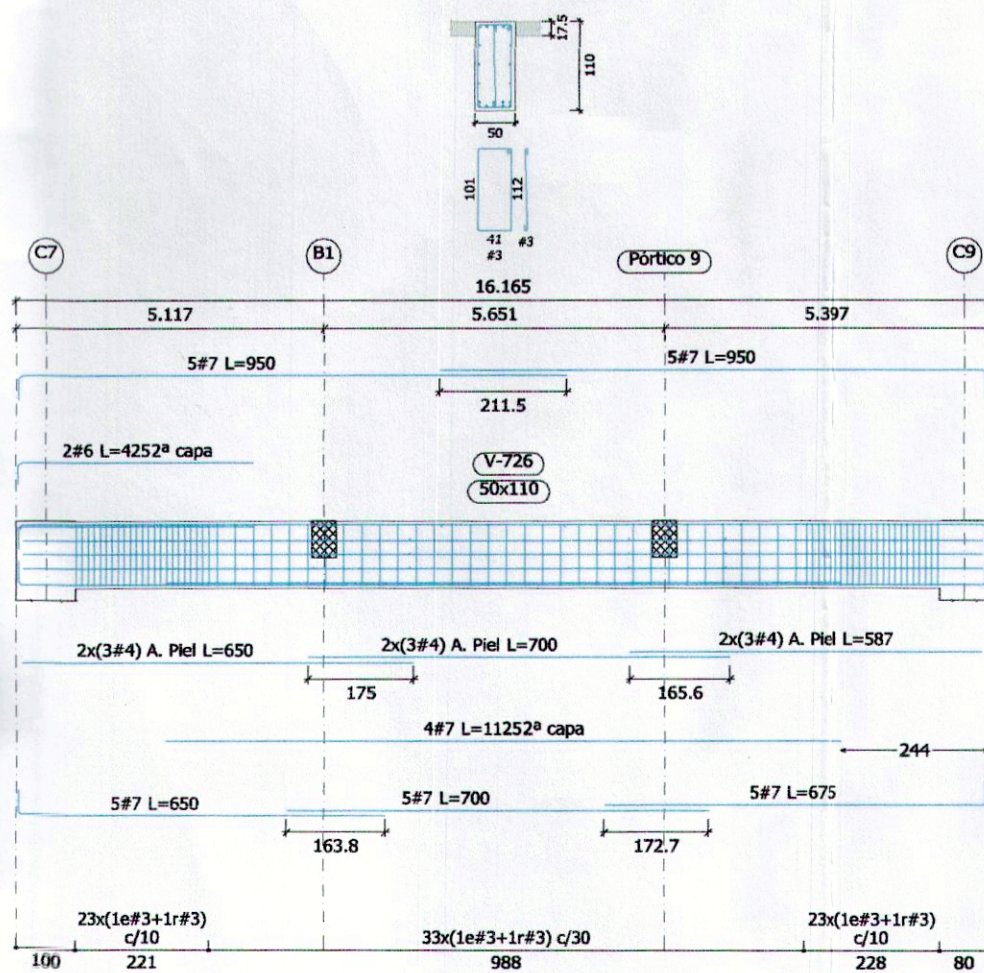 17.5
110
50
101
112
41
#3
#3
C7
B1
Pórtico 9
C9
16.165
5.117
5.651
5.397
5#7 L=950
5#7 L=950
211.5
2#6 L=4252ª capa
V-726
50x110
2x(3#4) A. Piel L=650
2x(3#4) A. Piel L=700
2x(3#4) A. Piel L=587
175
165.6
4#7 L=11252ª capa
244
5#7 L=650
5#7 L=700
5#7 L=675
163.8
172.7
23x(1e#3+1r#3)
c/10
33x(1e#3+1r#3) c/30
23x(1e#3+1r#3)
c/10
100
221
988
228
80